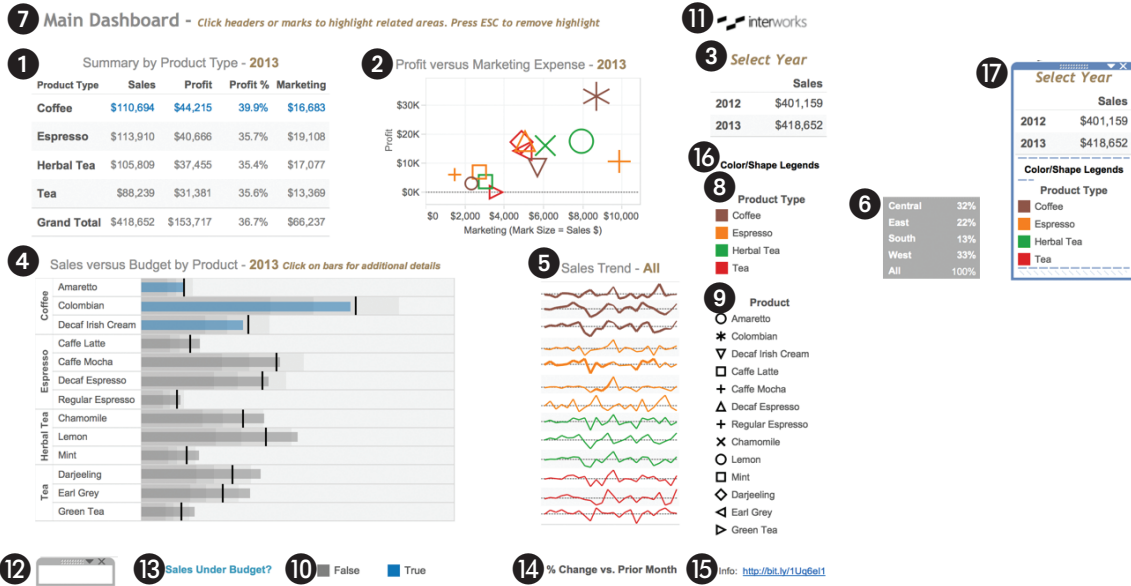 7 Main Dashboard - Click headers or marks to highlight related areas. Press ESC to remove highlight
11 interworks
1 Summary by Product Type - 2013
Product Type Sales Profit Profit % Marketing
Coffee $110,694 $44,215 39.9% $16,683
Espresso $113,910 $40,666 35.7% $19,108
Herbal Tea $105,809 $37,455 35.4% $17,077
Tea $88,239 $31,381 35.6% $13,369
Grand Total $418,652 $153,717 36.7% $66,237
2 Profit versus Marketing Expense - 2013
Profit
$30K
$20K
$10K
$0K
$0 $2,000 $4,000 $6,000 $8,000 $10,000
Marketing (Mark Size = Sales $)
3 Select Year
Sales
2012 $401,159
2013 $418,652
16 Color/Shape Legends
8 Product Type
Coffee
Espresso
Herbal Tea
Tea
6
Central 32%
East 22%
South 13%
West 33%
All 100%
17
Select Year
Sales
2012 $401,159
2013 $418,652
Color/Shape Legends
Product Type
Coffee
Espresso
Herbal Tea
Tea
4 Sales versus Budget by Product - 2013 Click on bars for additional details
Coffee
Amaretto
Colombian
Decaf Irish Cream
Espresso
Caffe Latte
Caffe Mocha
Decaf Espresso
Regular Espresso
Herbal Tea
Chamomile
Lemon
Mint
Tea
Darjeeling
Earl Grey
Green Tea
5 Sales Trend - All
9 Product
Amaretto
Colombian
Decaf Irish Cream
Caffe Latte
Caffe Mocha
Decaf Espresso
Regular Espresso
Chamomile
Lemon
Mint
Darjeeling
Earl Grey
Green Tea
12
13 Sales Under Budget?
10 False True
14 % Change vs. Prior Month
15 Info: http://bit.ly/1Uq6el1